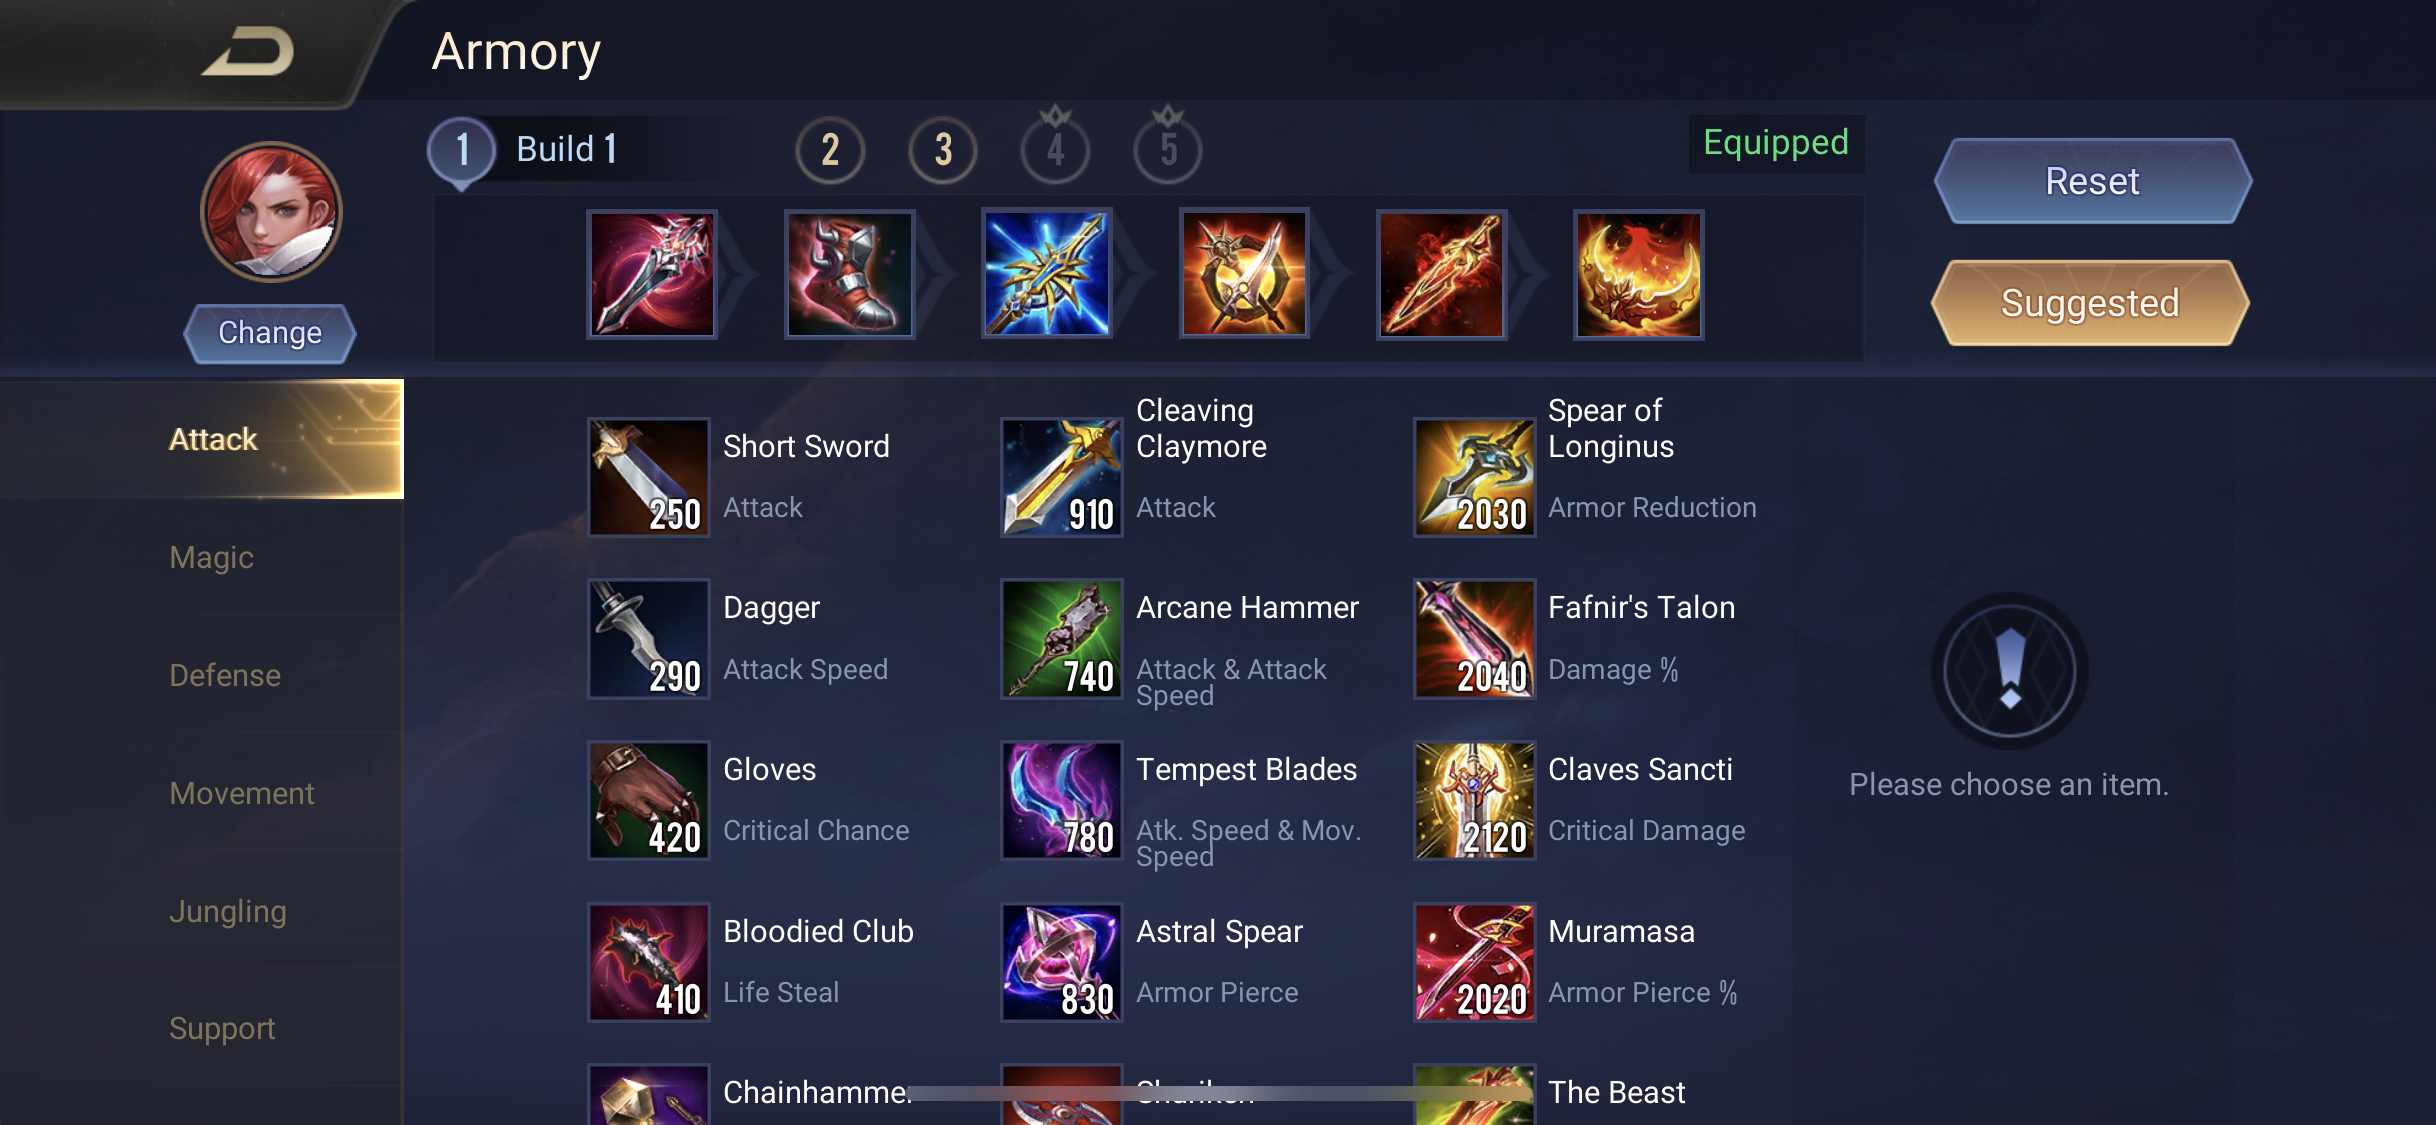 Armory
1
Build 1
2
3
4
5
Equipped
Reset
Change
Suggested
Attack
Magic
Defense
Movement
Jungling
Support
Short Sword
250
Attack
Cleaving
Claymore
910
Attack
Spear of
Longinus
2030
Armor Reduction
Dagger
290
Attack Speed
Arcane Hammer
740
Attack & Attack
Speed
Fafnir's Talon
2040
Damage %
Gloves
420
Critical Chance
Tempest Blades
780
Atk. Speed & Mov.
Speed
Claves Sancti
2120
Critical Damage
Bloodied Club
410
Life Steal
Astral Spear
830
Armor Pierce
Muramasa
2020
Armor Pierce %
Chainhammer
The Beast
Please choose an item.